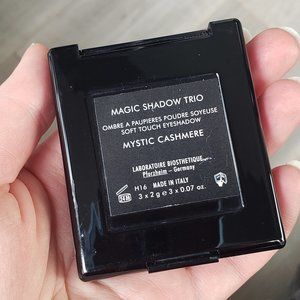 MAGIC SHADOW TRIO
OMBRE A PAUPIERES POUDRE SOYEUSE
SOFT TOUCH EYESHADOW
MYSTIC CASHMERE
LABORATOIRE BIOSTHETIQUE
Pforzheim - Germany
H16 MADE IN ITALY
3 x 2g e 3 x 0.07 oz.